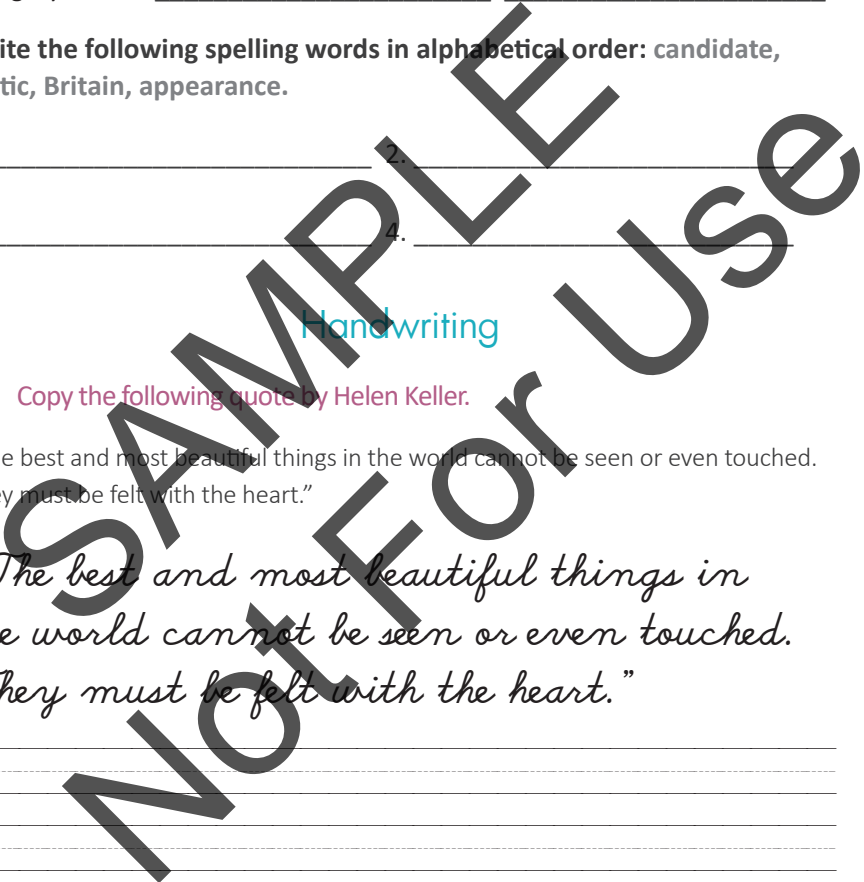 ite the following spelling words in alphabetical order: candidate,
tic, Britain, appearance.
2.
4.
Handwriting
Copy the following quote by Helen Keller.
e best and most beautiful things in the world cannot be seen or even touched.
ey must be felt with the heart.”
The best and most beautiful things in
e world cannot be seen or even touched.
hey must be felt with the heart.”
SAMPLE
Not For Use